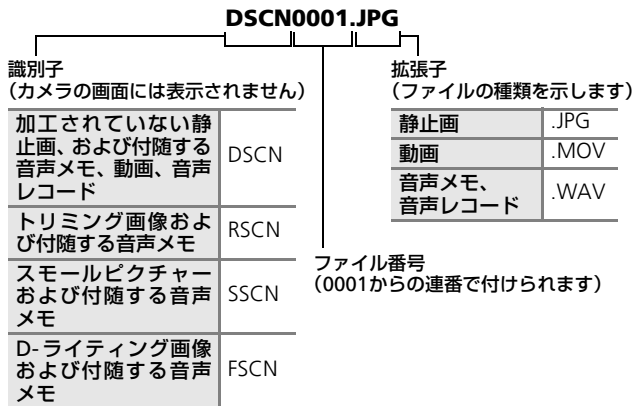 DSCN0001.JPG
識別子
（カメラの画面には表示されません）
加工されていない静
止画、および付随する
音声メモ、動画、音声
レコード
DSCN
トリミング画像およ
び付随する音声メモ
RSCN
スモールピクチャー
および付随する音声
メモ
SSCN
D-ライティング画像
および付随する音声
メモ
FSCN
拡張子
（ファイルの種類を示します）
静止画
.JPG
動画
.MOV
音声メモ、
音声レコード
.WAV
ファイル番号
（0001からの連番で付けられます）